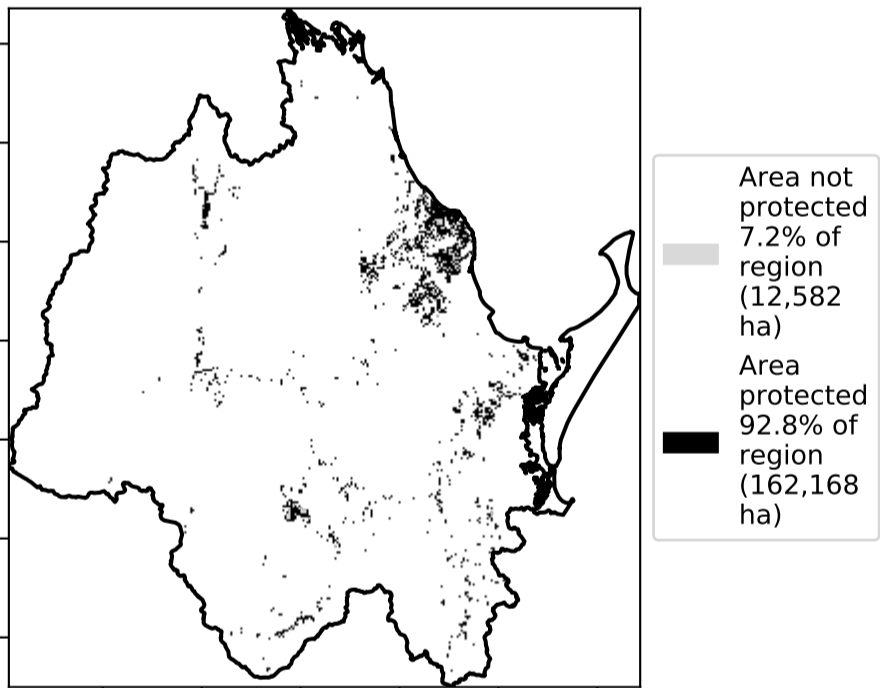 Area not
protected
7.2% of
region
(12,582
ha)
Area
protected
92.8% of
region
(162,168
ha)